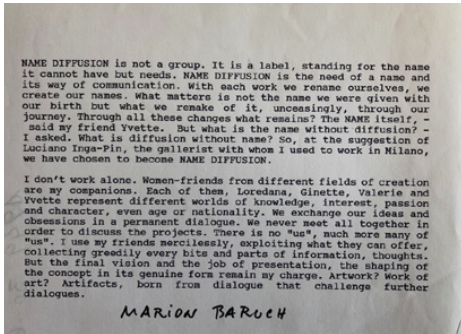 NAME DIFFUSION is not a group. It is a label, standing for the name
it cannot have but needs. NAME DIFFUSION is the need of a name and
its way of communication. With each work we rename ourselves, we
create our names. What matters is not the name we were given with
our birth but what we remake of it, unceasingly, through our
journey. Through all these changes what remains? The NAME itself, -
said my friend Yvette. But what is the name without diffusion? -
I asked. What is diffusion without name? So, at the suggestion of
Luciano Inga-Pin, the gallerist with whom I used to work in Milano,
we have chosen to become NAME DIFFUSION.
I don't work alone. Women-friends from different fields of creation
are my companions. Each of them, Loredana, Ginette, Valerie and
Yvette represent different worlds of knowledge, interest, passion
and character, even age or nationality. We exchange our ideas and
obsessions in a permanent dialogue. We never meet all together in
order to discuss the projects. There is no "us", much more many of
"us". I use my friends mercilessly, exploiting what they can offer,
collecting greedily every bits and parts of information, thoughts.
But the final vision and the job of presentation, the shaping of
the concept in its genuine form remain my charge. Artwork? Work of
art? Artifacts, born from dialogue that challenge further
dialogues.
MARION BARUCH